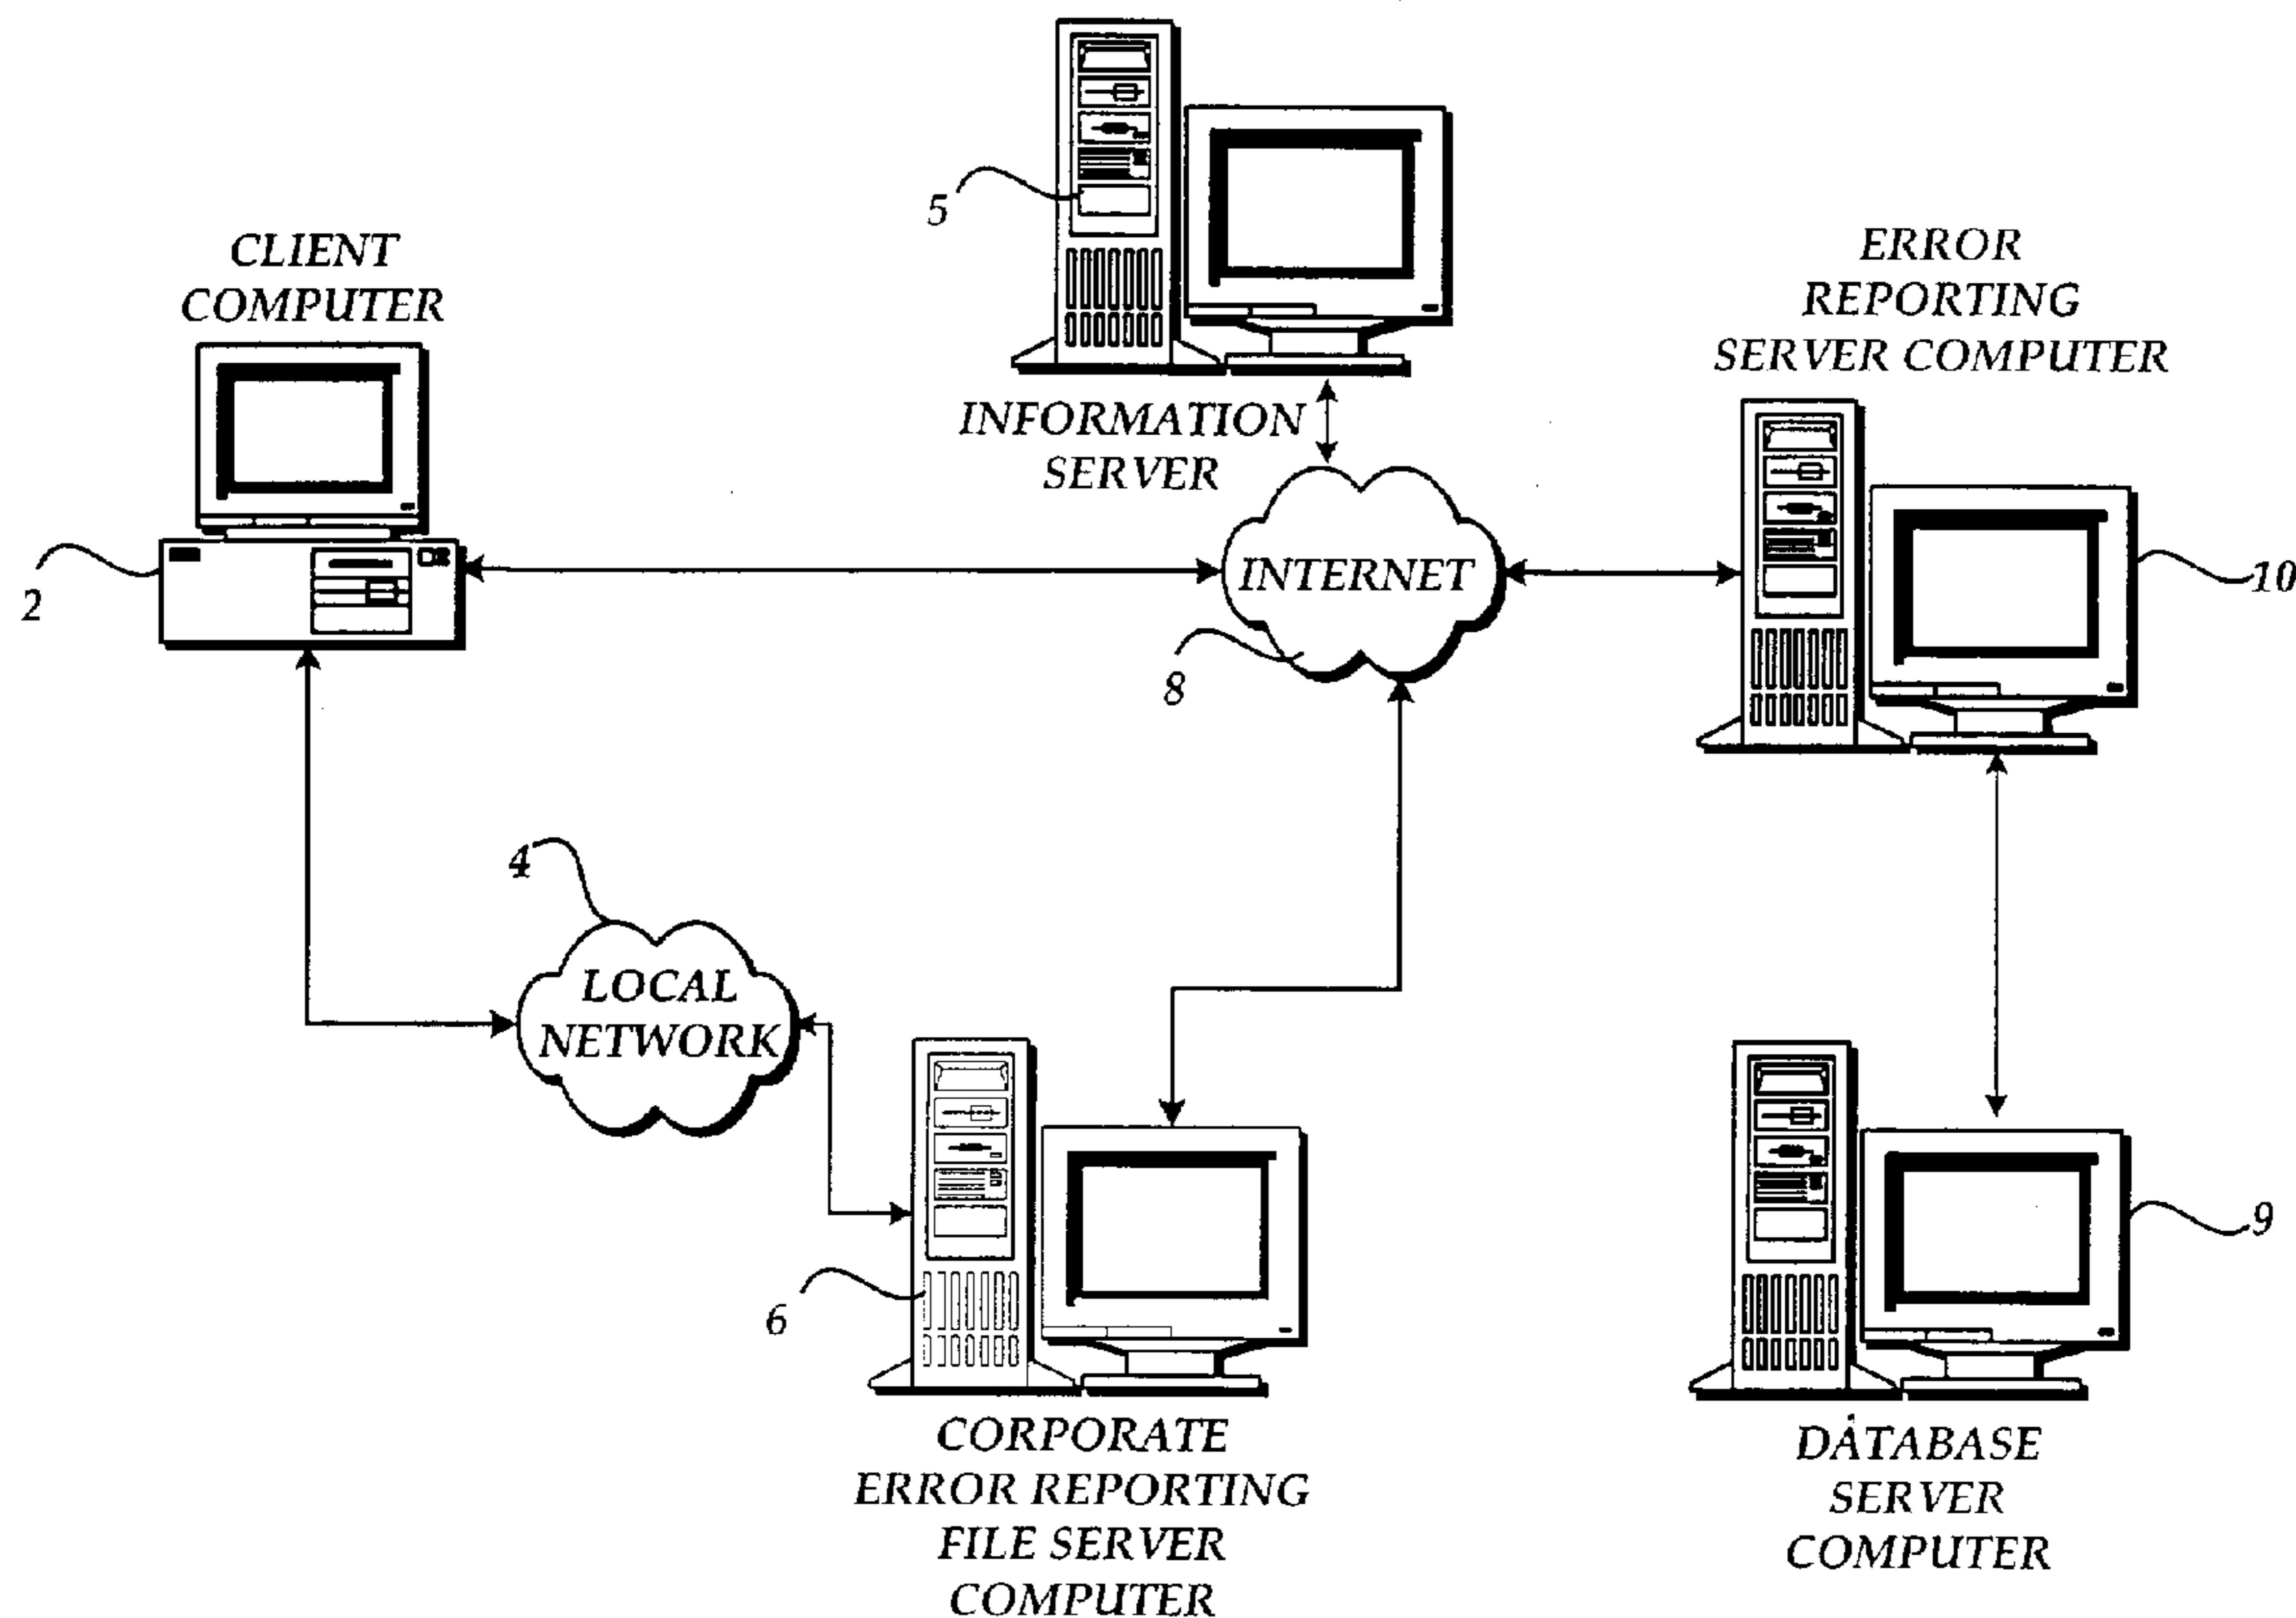 5
CLIENT
COMPUTER
ERROR
REPORTING
SERVER COMPUTER
INFORMATION
SERVER
2
INTERNET
8
10
4
LOCAL
NETWORK
6
9
CORPORATE
ERROR REPORTING
FILE SERVER
COMPUTER
DATABASE
SERVER
COMPUTER